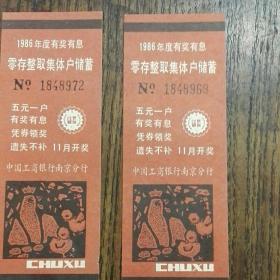 1986年度有奖有息
零存整取集体户储蓄
No 1848972
五元一户
有奖有息
凭券领奖
遗失不补 11月开奖
中国工商银行南京分行
CHUXU
1986年度有奖有息
零存整取集体户储蓄
No 1848968
五元一户
有奖有息
凭券领奖
遗失不补 11月开奖
中国工商银行南京分行
CHUXU